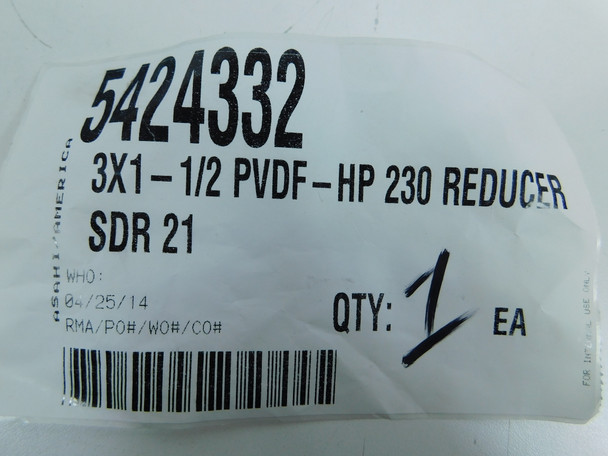 5424332
3X1-1/2 PVDF-HP 230 REDUCER
SDR 21
ASAHI/AMERICA
WHO:
04/25/14
RMA/PO#/WO#/CO#
QTY: 1 EA
FOR INTERNAL USE ONLY